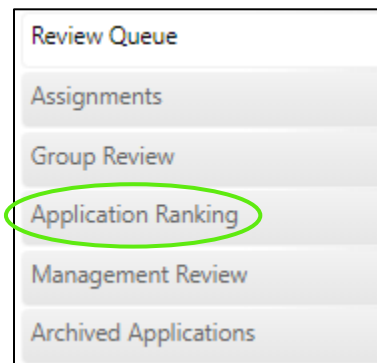 Review Queue
Assignments
Group Review
Application Ranking
Management Review
Archived Applications